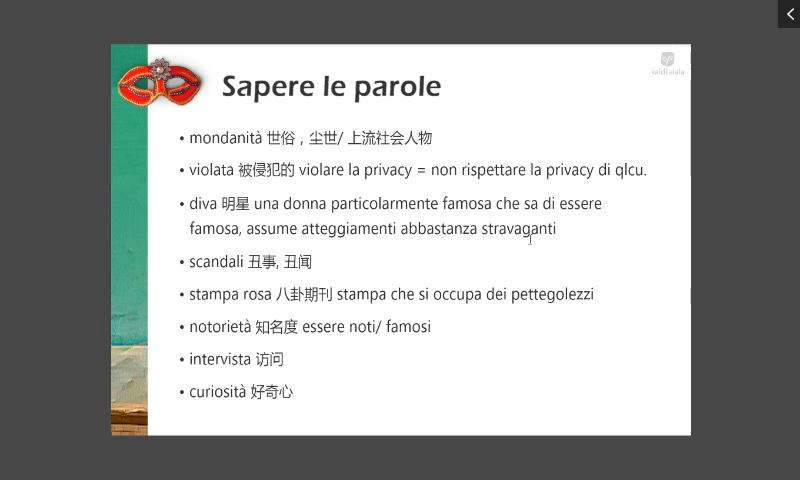 kaidi lalala
Sapere le parole
• mondanità 世俗，尘世/ 上流社会人物
• violata 被侵犯的 violare la privacy = non rispettare la privacy di qlcu.
• diva 明星 una donna particolarmente famosa che sa di essere
famosa, assume atteggiamenti abbastanza stravaganti
• scandali 丑事, 丑闻
• stampa rosa 八卦期刊 stampa che si occupa dei pettegolezzi
• notorietà 知名度 essere noti/ famosi
• intervista 访问
• curiosità 好奇心